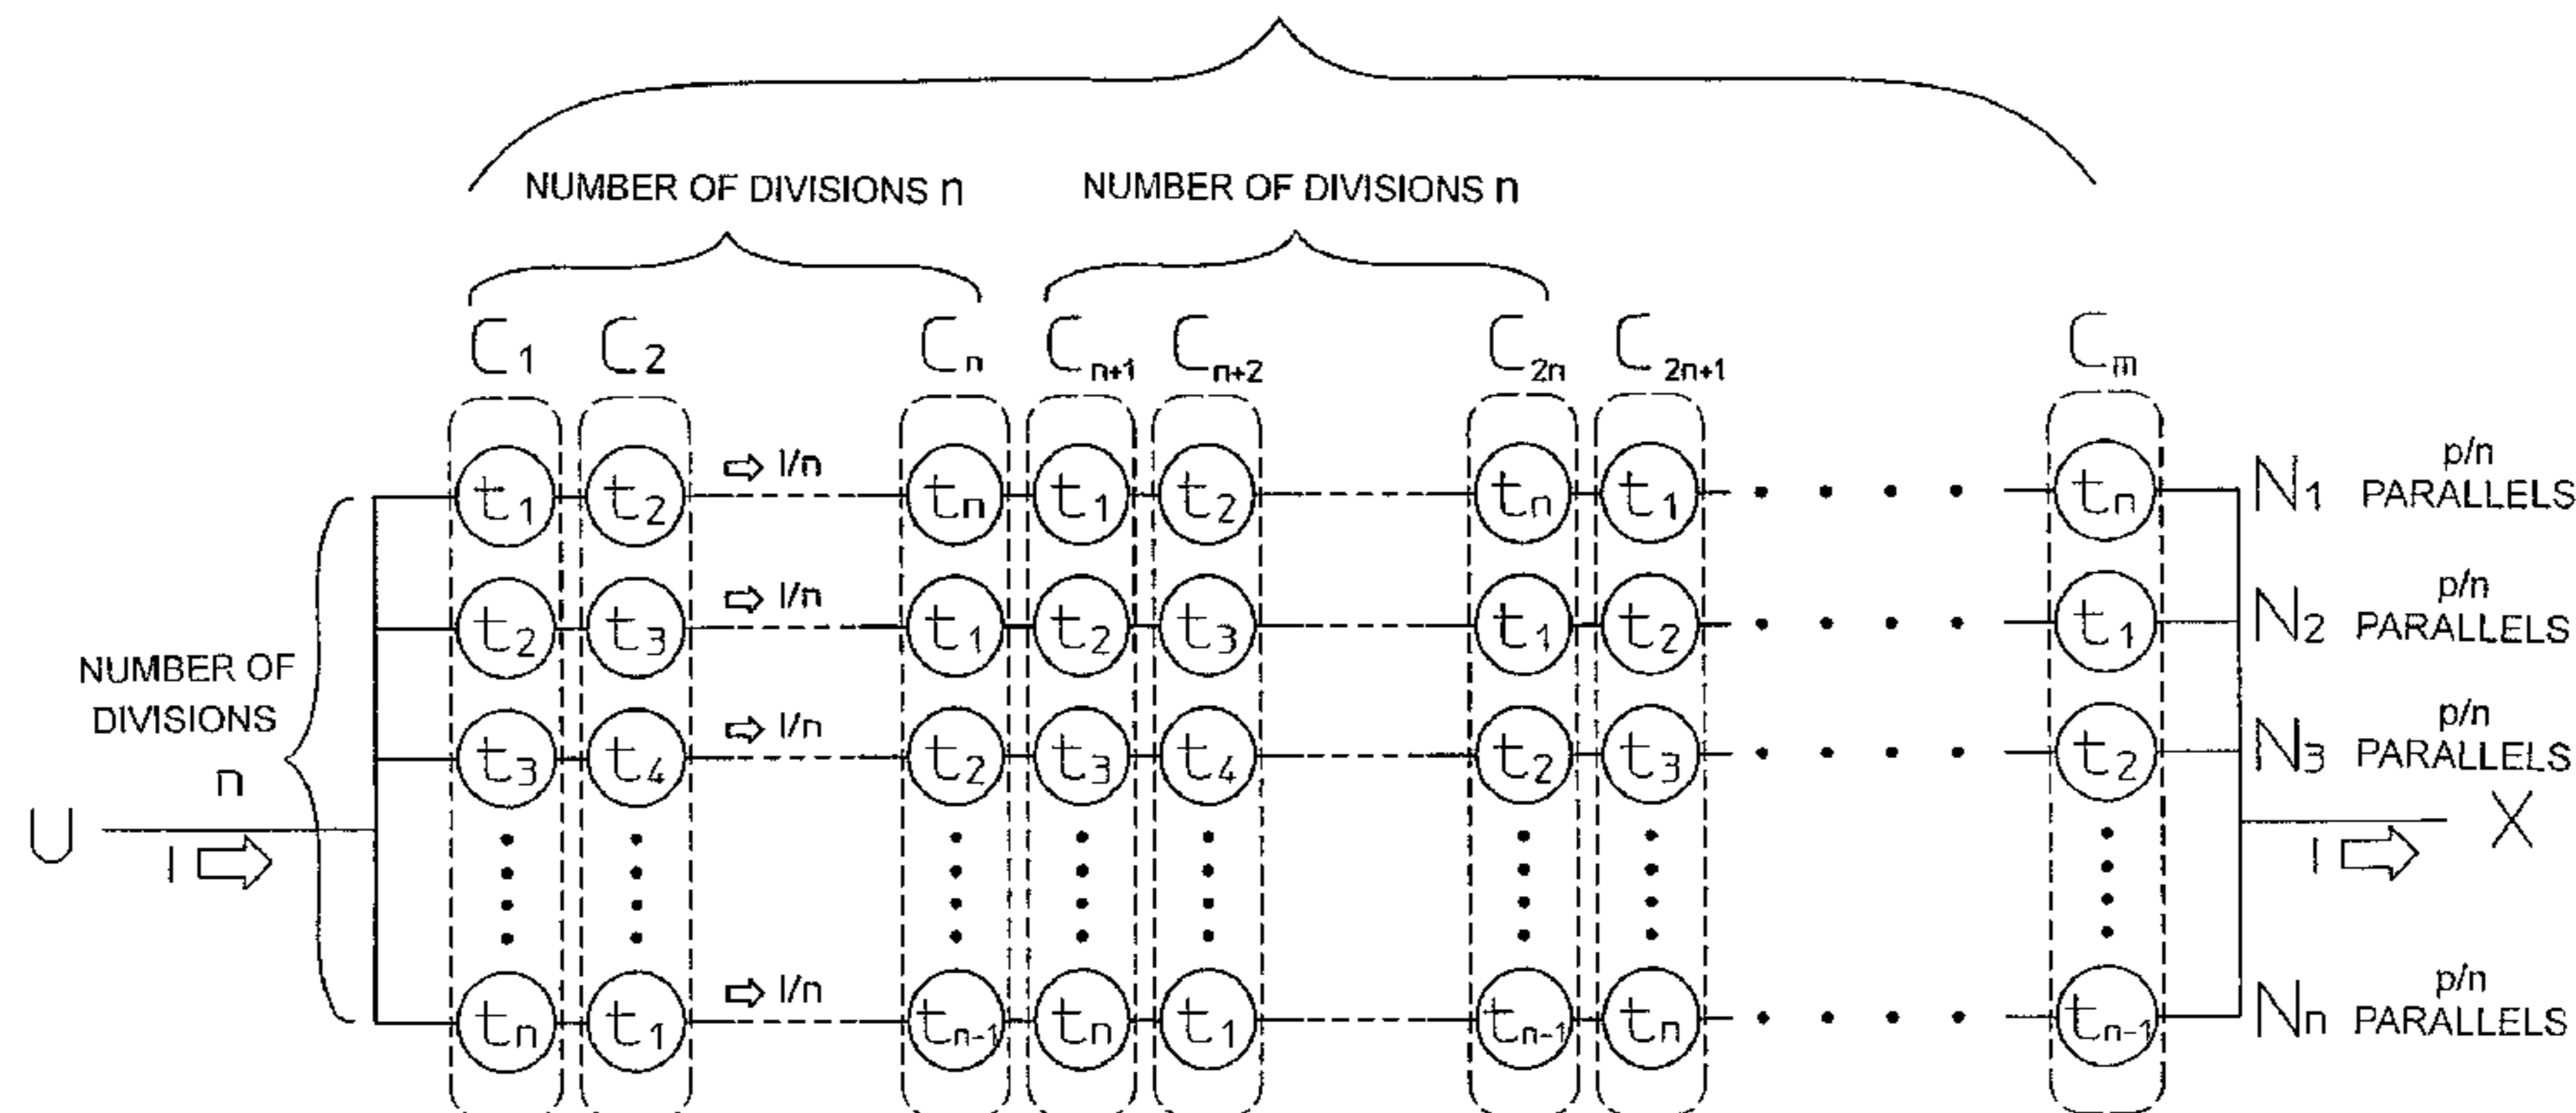 NUMBER OF DIVISIONS n NUMBER OF DIVISIONS n
C1 C2 Cn Cn+1 Cn+2 C2n C2n+1 Cm
t1 t2 ⇨ I/n tn t1 t2 tn t1 • • • • tn N1 p/n PARALLELS
t2 t3 ⇨ I/n t1 t2 t3 t1 t2 • • • • t1 N2 p/n PARALLELS
t3 t4 ⇨ I/n t2 t3 t4 t2 t3 • • • • t2 N3 p/n PARALLELS
NUMBER OF
DIVISIONS
n
U I ⇨ I ⇨ X
tn t1 ⇨ I/n tn-1 tn t1 tn-1 tn • • • • tn-1 Nn p/n PARALLELS